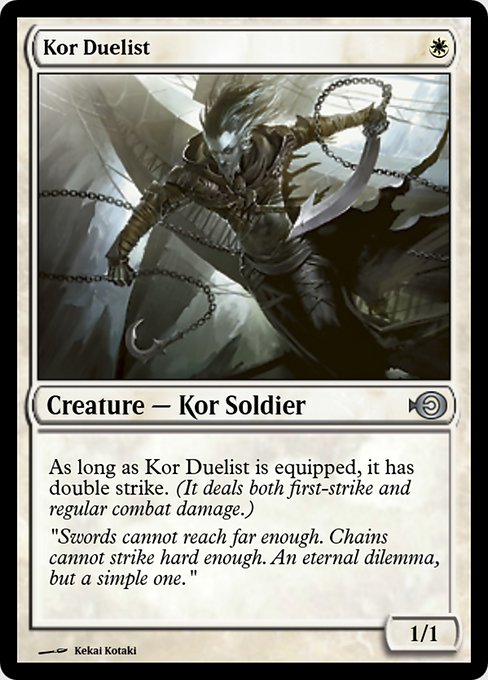 Kor Duelist
Creature — Kor Soldier
As long as Kor Duelist is equipped, it has
double strike. (It deals both first-strike and
regular combat damage.)
"Swords cannot reach far enough. Chains
cannot strike hard enough. An eternal dilemma,
but a simple one."
1/1
Kekai Kotaki